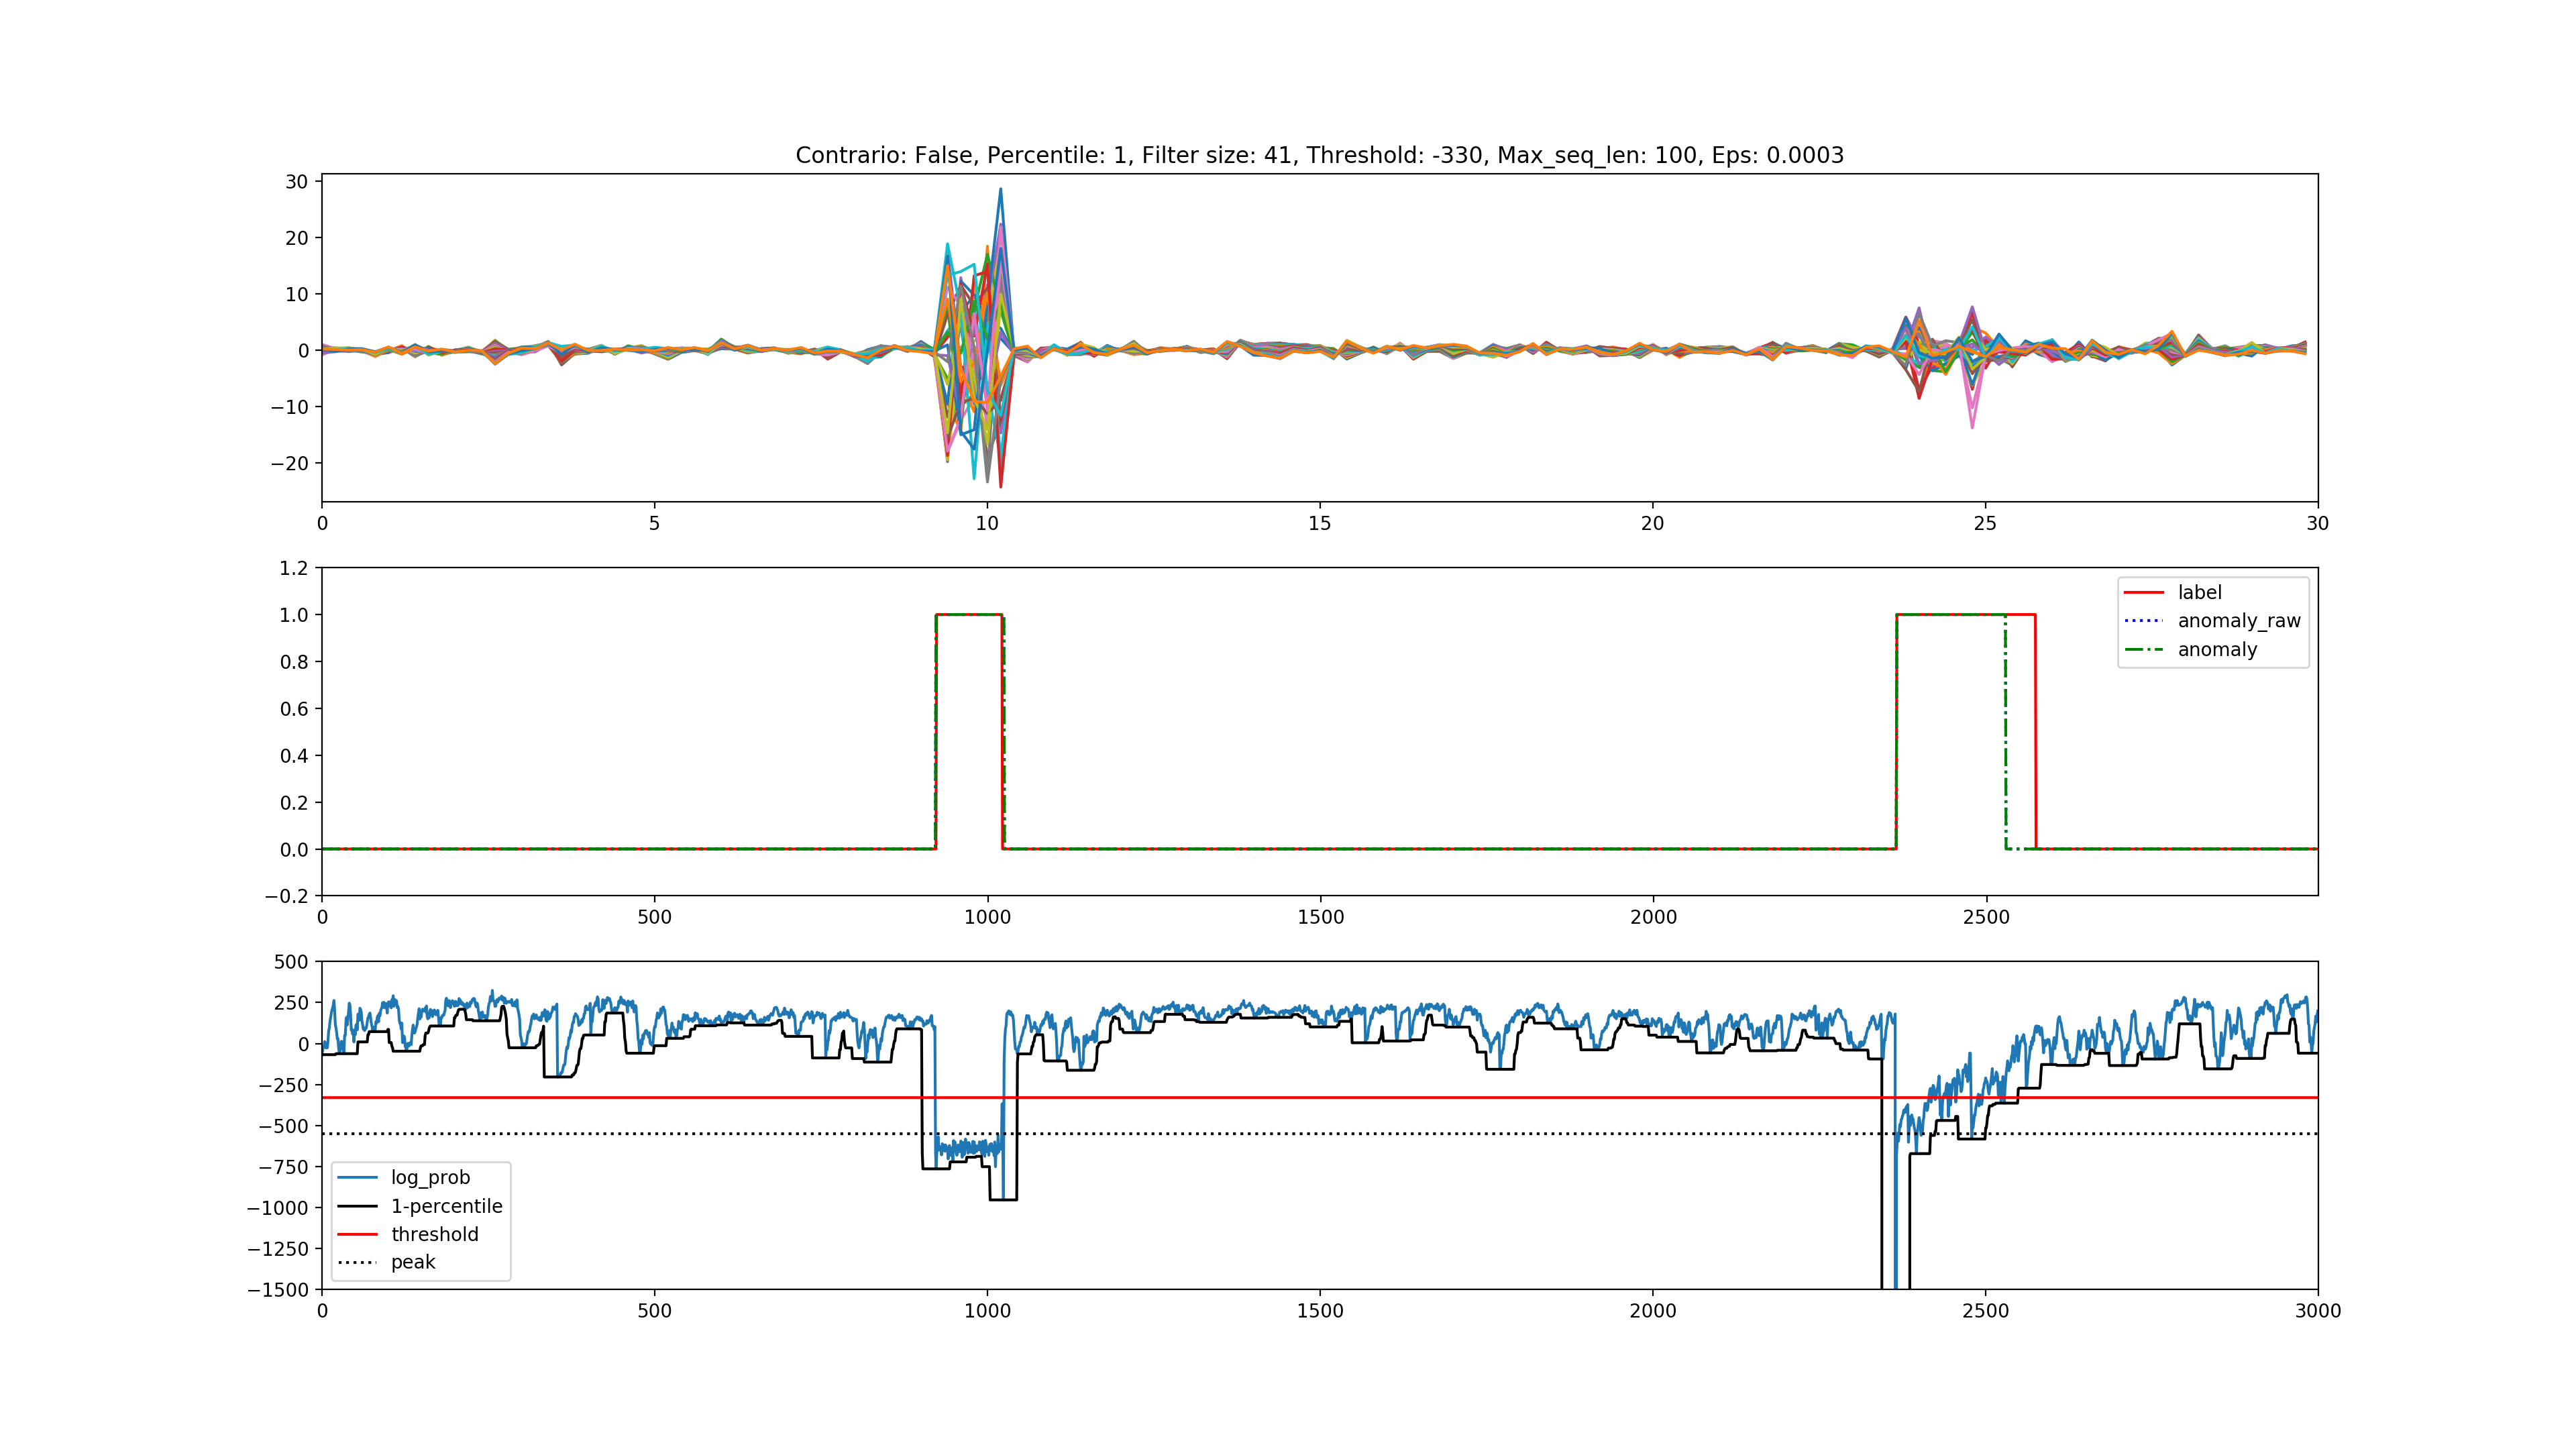 Contrario: False, Percentile: 1, Filter size: 41, Threshold: -330, Max_seq_len: 100, Eps: 0.0003
30
20
10
0
−10
−20
0 5 10 15 20 25 30
1.2
1.0
0.8
0.6
0.4
0.2
0.0
−0.2
label
anomaly_raw
anomaly
0 500 1000 1500 2000 2500
500
250
0
−250
−500
−750
−1000
−1250
−1500
log_prob
1-percentile
threshold
peak
0 500 1000 1500 2000 2500 3000